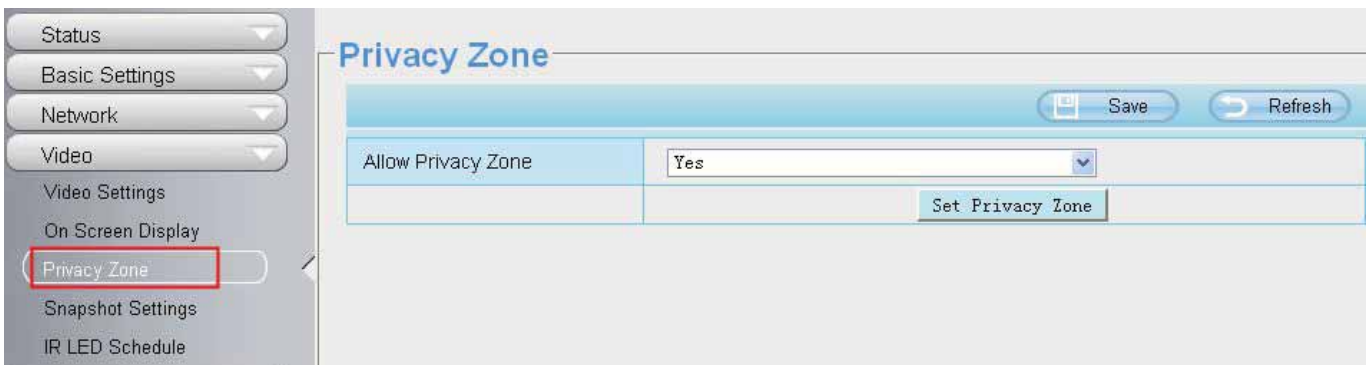 Status
Basic Settings
Network
Video
Video Settings
On Screen Display
Privacy Zone
Snapshot Settings
IR LED Schedule
Privacy Zone
Save Refresh
Allow Privacy Zone Yes
Set Privacy Zone